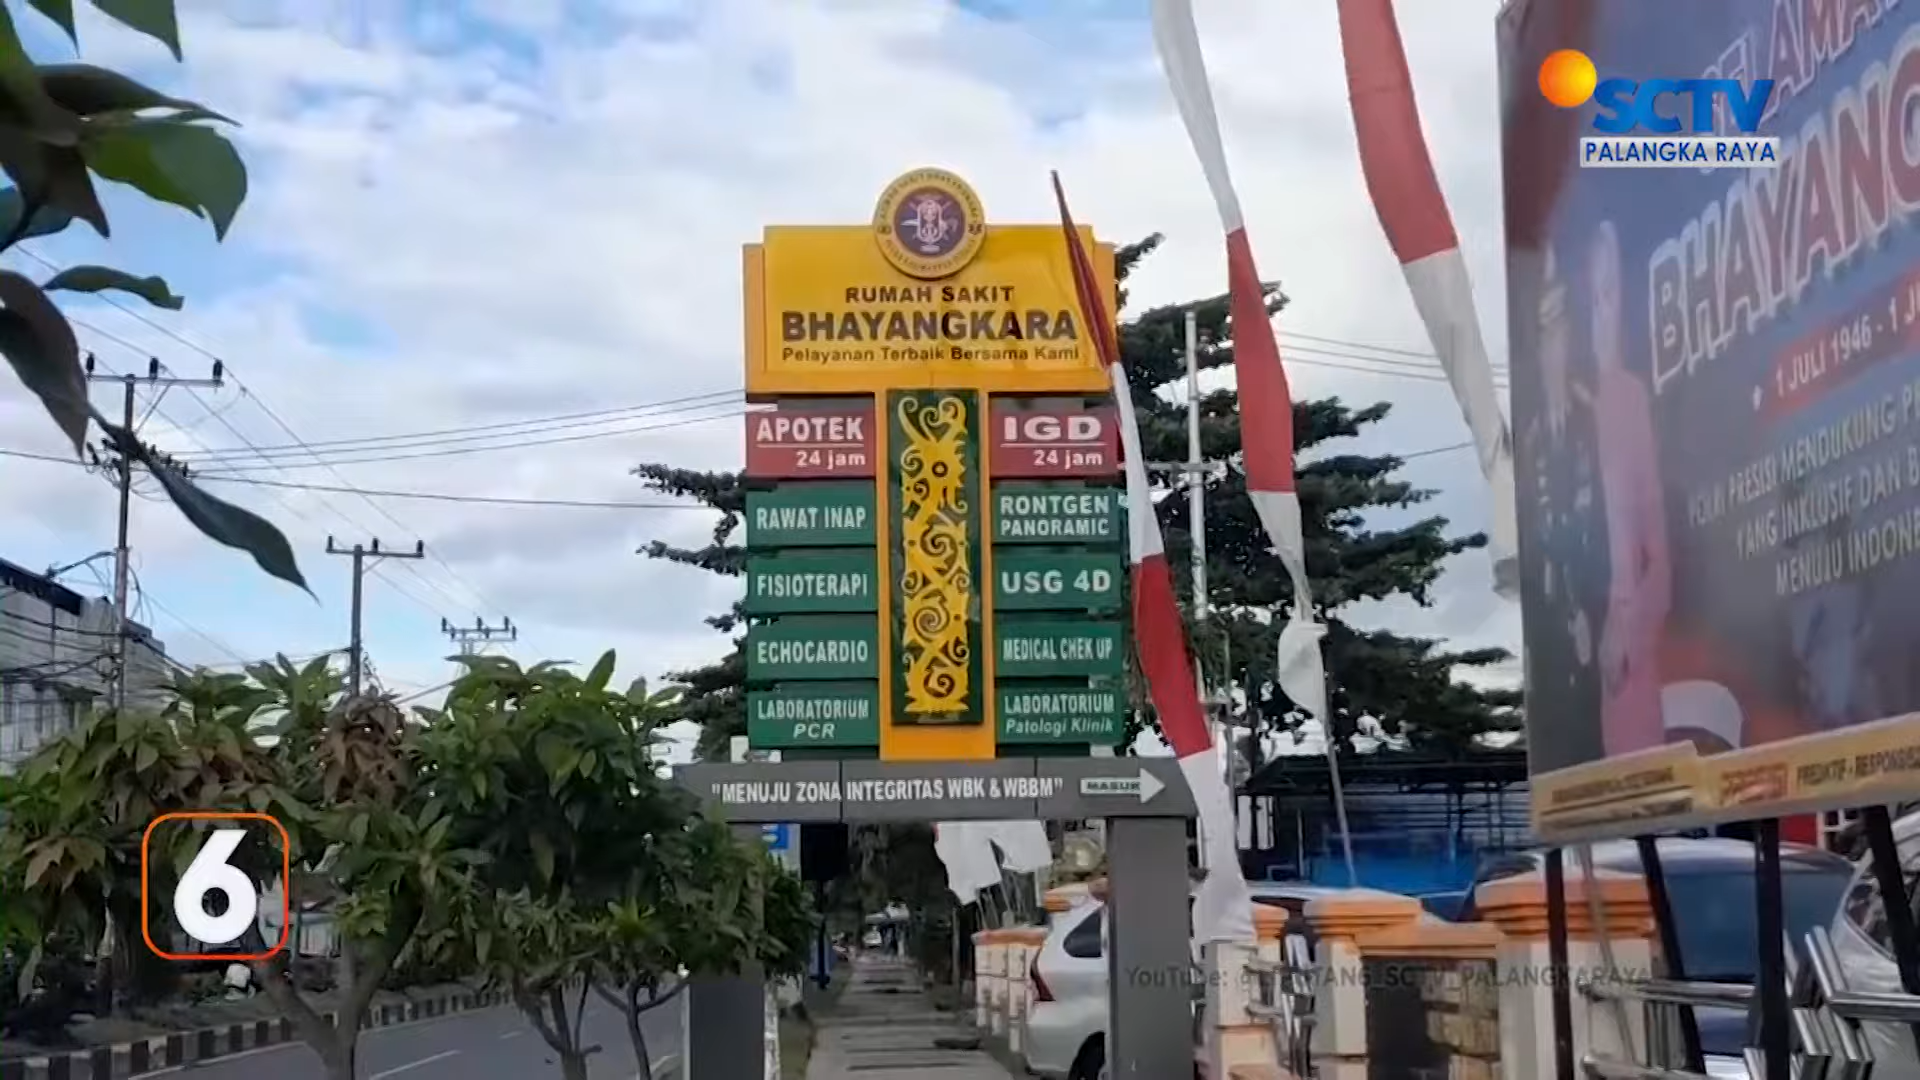 SCTV
PALANGKA RAYA
RUMAH SAKIT
BHAYANGKARA
Pelayanan Terbaik Bersama Kami
APOTEK
24 jam
IGD
24 jam
RAWAT INAP
RONTGEN
PANORAMIC
FISIOTERAPI
USG 4D
ECHOCARDIO
MEDICAL CHEK UP
LABORATORIUM
PCR
LABORATORIUM
Patologi Klinik
"MENUJU ZONA INTEGRITAS WBK & WBBM"
MASUK
1 JULI 1946 - 1
POLRI PRESISI MENDUKUNG
YANG INKLUSIF DAN
MENUJU
PREDIKTIF
6
YouTube: